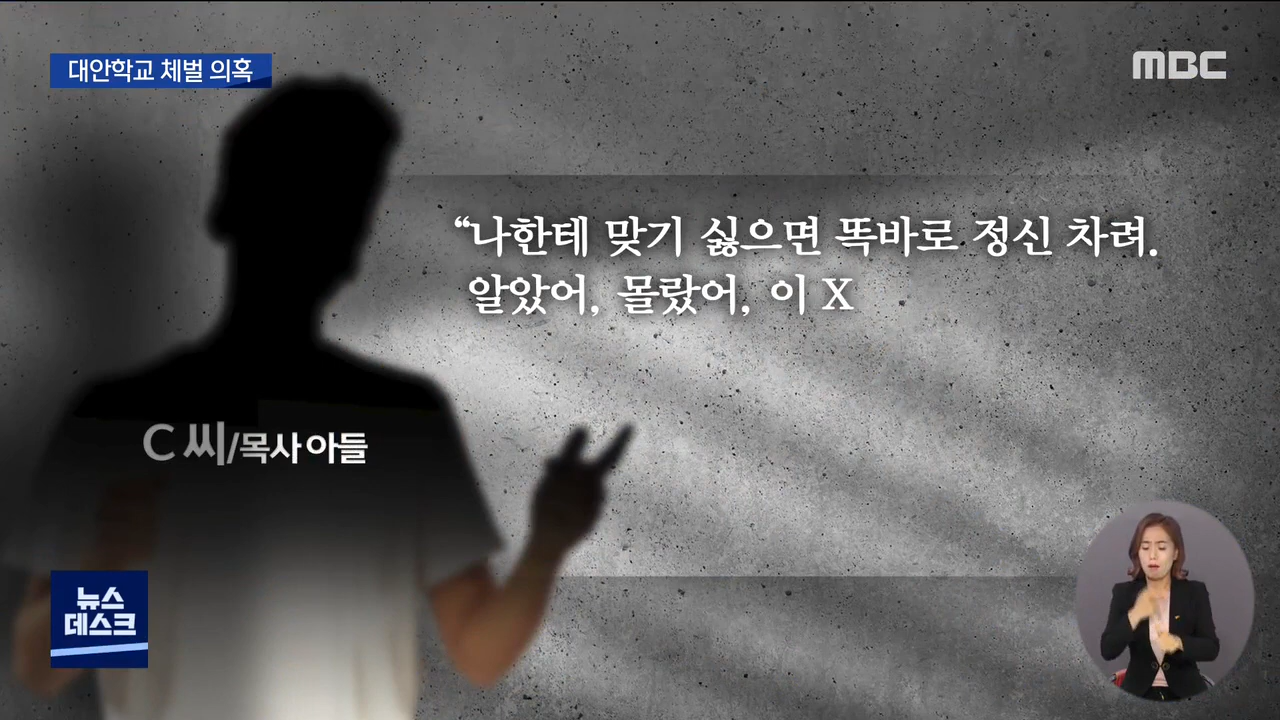 대안학교 체벌 의혹
MBC
“나한테 맞기 싫으면 똑바로 정신 차려.
알았어, 몰랐어, 이 X
C 씨/목사 아들
뉴스
데스크